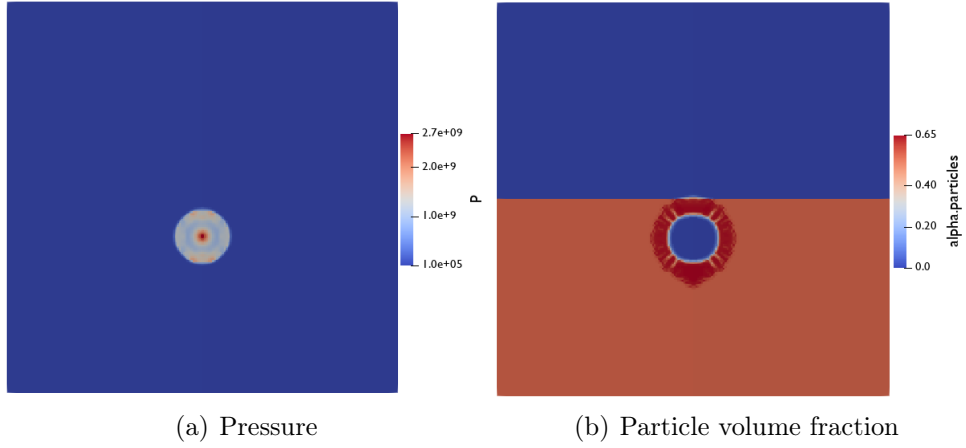 2.7e+09
2.0e+9
1.0e+9
1.0e+05
P
0.65
0.40
0.20
0.0
alpha.particles
(a) Pressure
(b) Particle volume fraction